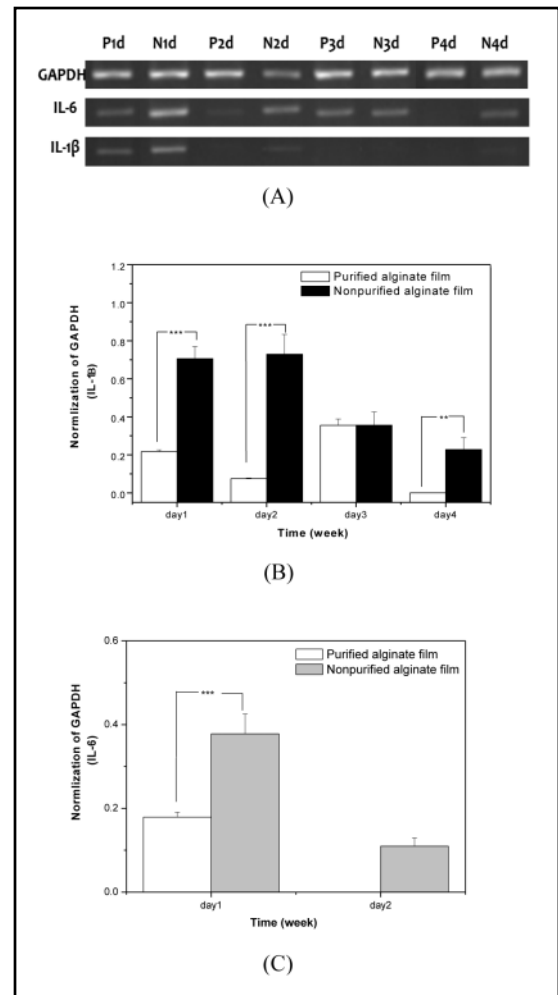 P1d N1d P2d N2d P3d N3d P4d N4d
GAPDH
IL-6
IL-1β
(A)
Purified alginate film
Nonpurified alginate film
Normlization of GAPDH
(IL-1B)
1.2
0.8
0.6
0.4
0.2
0.0
***
***
**
day1 day2 day3 day4
Time (week)
(B)
Purified alginate film
Nonpurified alginate film
Normlization of GAPDH
(IL-6)
0.6
0.4
0.2
0.0
***
day1 day2
Time (week)
(C)